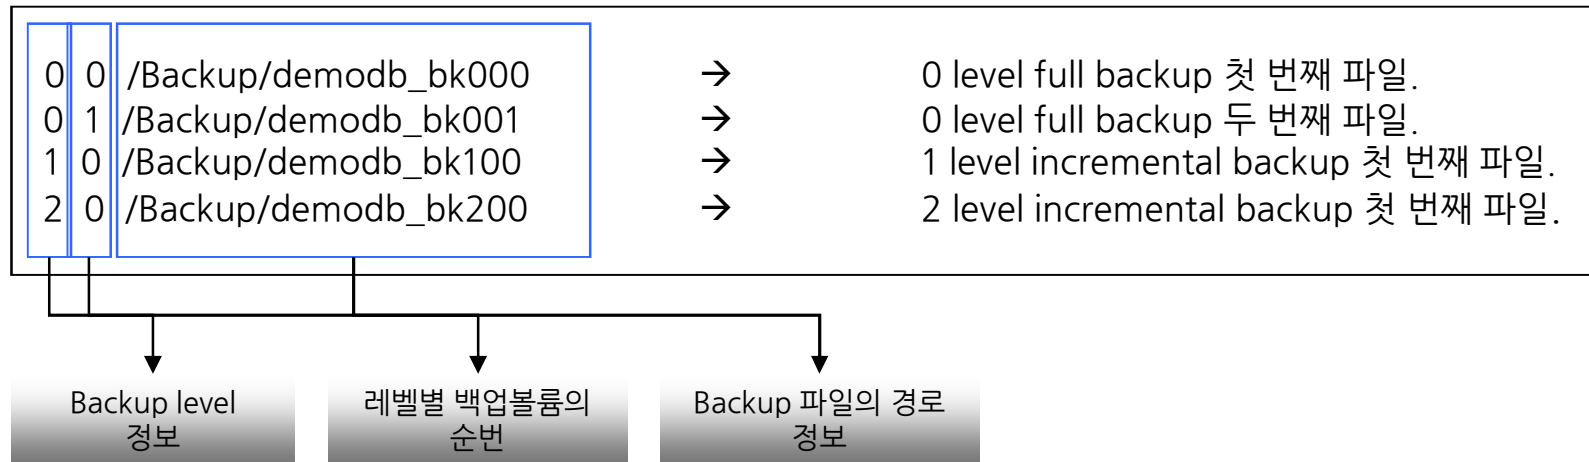 0 0 /Backup/demodb_bk000 → 0 level full backup 첫 번째 파일.
0 1 /Backup/demodb_bk001 → 0 level full backup 두 번째 파일.
1 0 /Backup/demodb_bk100 → 1 level incremental backup 첫 번째 파일.
2 0 /Backup/demodb_bk200 → 2 level incremental backup 첫 번째 파일.
Backup level
정보
레벨별 백업볼륨의
순번
Backup 파일의 경로
정보